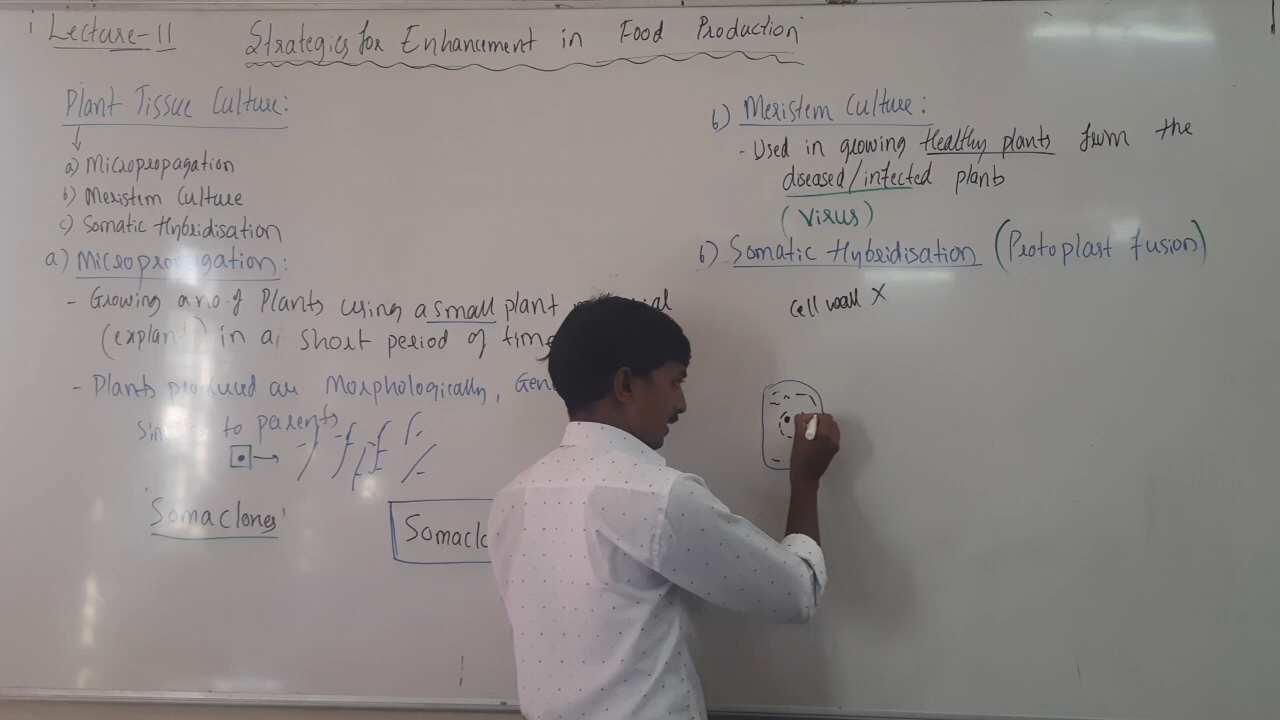 Lecture-11
Strategies for Enhancement in Food Production
Plant Tissue Culture:
a) Micropropagation
b) Meristem Culture
c) Somatic Hybridisation
a) Micropropagation:
- Growing a no. of Plants using a small plant
(explant) in a short period of time
- Plants produced are Morphologically, Gen
to parents
'Somaclones'
Somacl
b) Meristem Culture:
- Used in growing Healthy plants from the
diseased/infected plants
(Virus)
6) Somatic Hybridisation (Protoplast fusion)
Cell wall X